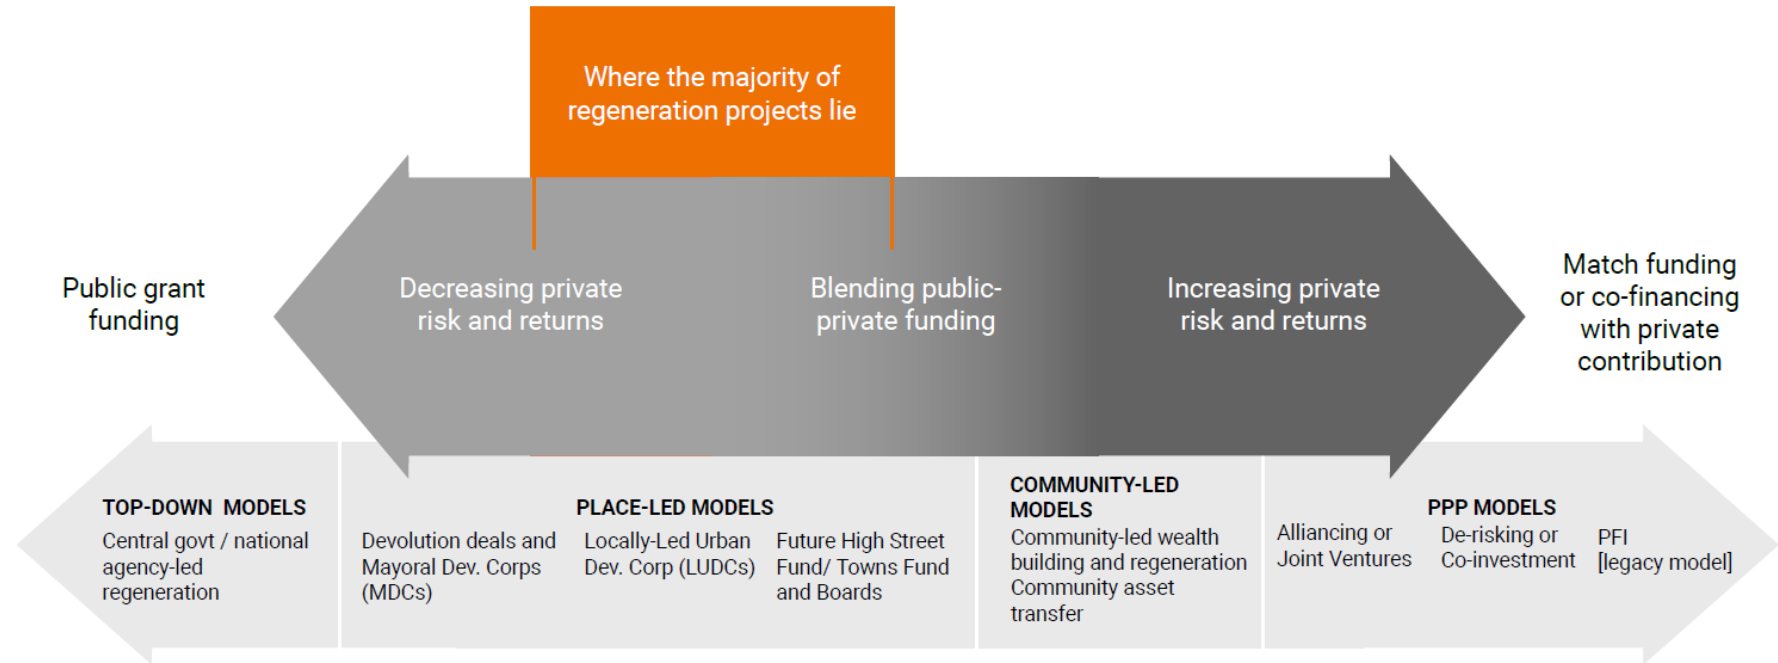 Where the majority of
regeneration projects lie
Public grant
funding
Decreasing private
risk and returns
Blending public-
private funding
Increasing private
risk and returns
Match funding
or co-financing
with private
contribution
TOP-DOWN MODELS
Central govt / national
agency-led
regeneration
PLACE-LED MODELS
Devolution deals and
Mayoral Dev. Corps
(MDCs)
Locally-Led Urban
Dev. Corp (LUDCs)
Future High Street
Fund/ Towns Fund
and Boards
COMMUNITY-LED
MODELS
Community-led wealth
building and regeneration
Community asset
transfer
PPP MODELS
Alliancing or
Joint Ventures
De-risking or
Co-investment
PFI
[legacy model]